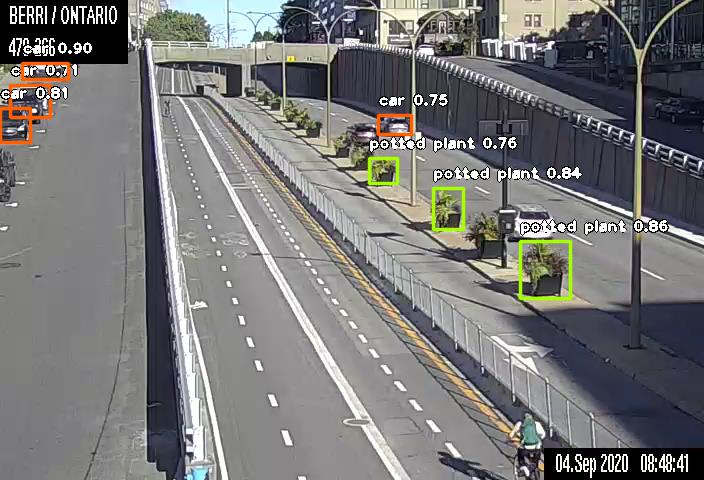 BERRI / ONTARIO
car 0.90
car 0.71
car 0.81
car 0.75
potted plant 0.76
potted plant 0.84
potted plant 0.86
04.Sep 2020 08:48:41